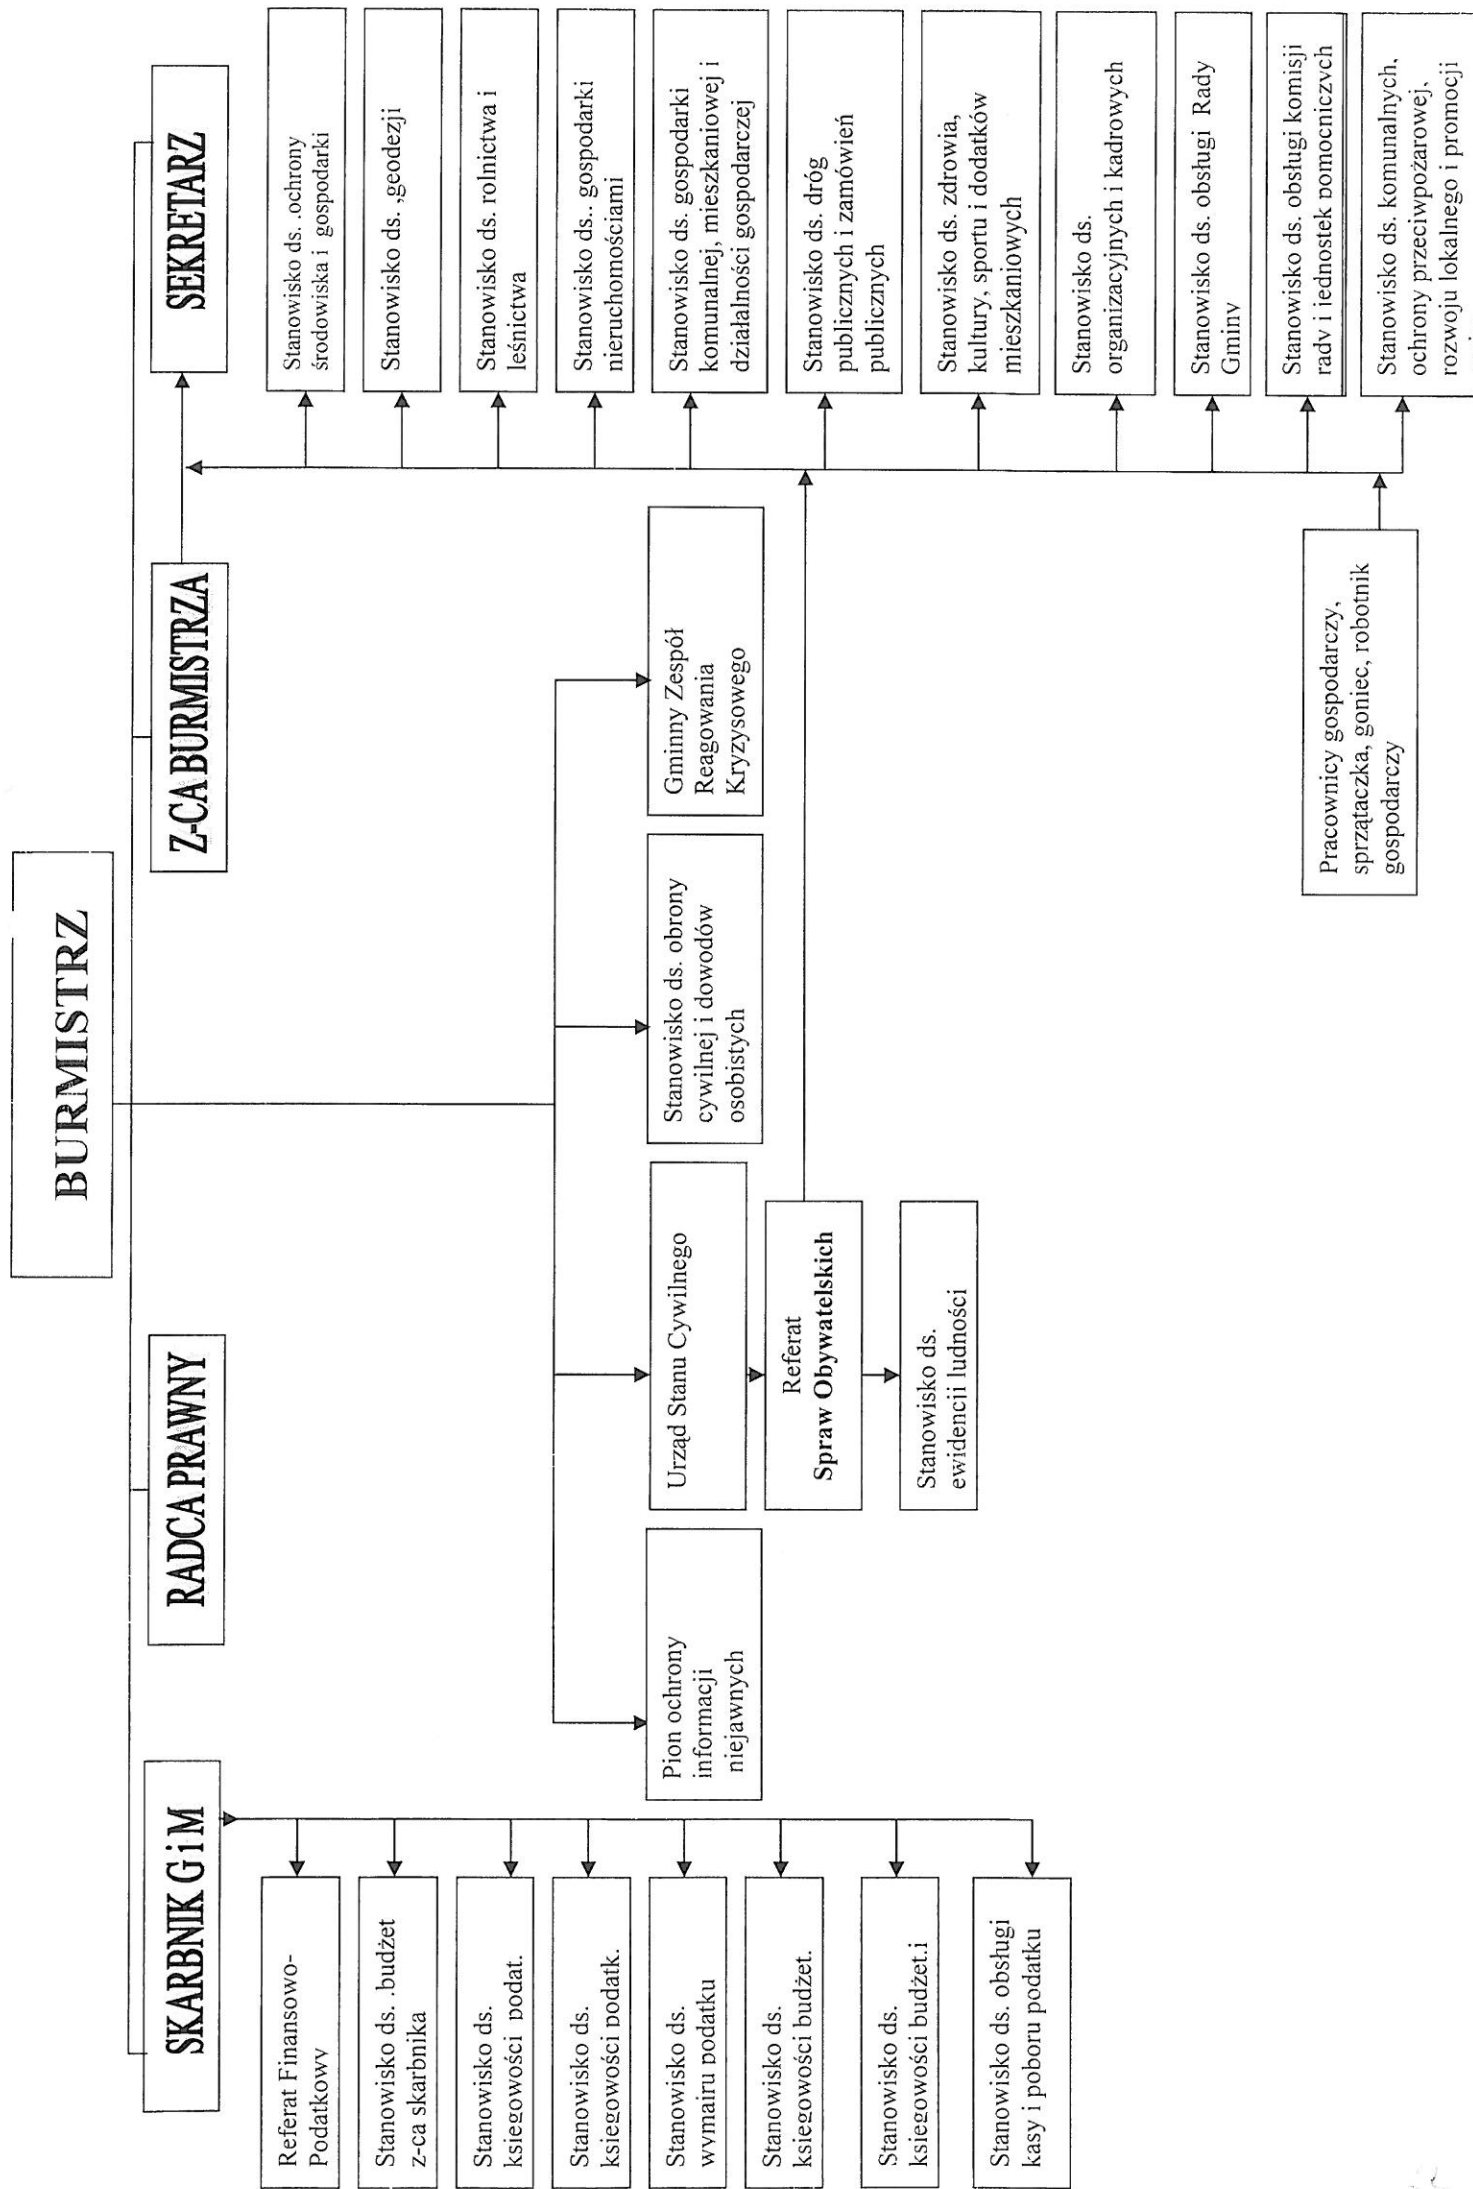 BURMISTRZ
SKARBNIK G i M
RADCA PRAWNY
Z-CA BURMISTRZA
SEKRETARZ
Referat Finansowo-
Podatkowy
Stanowisko ds. .budżet
z-ca skarbnika
Stanowisko ds.
księgowości podat.
Stanowisko ds.
księgowości podatk.
Stanowisko ds.
wymairu podatku
Stanowisko ds.
księgowości budżet.
Stanowisko ds.
księgowości budżet.i
Stanowisko ds. obsługi
kasy i poboru podatku
Pion ochrony
informacji
niejawnych
Urząd Stanu Cywilnego
Referat
Spraw Obywatelskich
Stanowisko ds.
ewidencji ludności
Stanowisko ds. obrony
cywilnej i dowodów
osobistych
Gminny Zespół
Reagowania
Kryzysowego
Pracownicy gospodarczy,
sprzątaczka, goniec, robotnik
gospodarczy
Stanowisko ds. .ochrony
środowiska i gospodarki
Stanowisko ds. ,geodezji
Stanowisko ds. rolnictwa i
leśnictwa
Stanowisko ds.. gospodarki
nieruchomościami
Stanowisko ds. gospodarki
komunalnej, mieszkaniowej i
działalności gospodarczej
Stanowisko ds. dróg
publicznych i zamówień
publicznych
Stanowisko ds. zdrowia,
kultury, sportu i dodatków
mieszkaniowych
Stanowisko ds.
organizacyjnych i kadrowych
Stanowisko ds. obsługi Rady
Gminy
Stanowisko ds. obsługi komisji
rady i jednostek pomocniczych
Stanowisko ds. komunalnych,
ochrony przeciwpożarowej,
rozwoju lokalnego i promocji